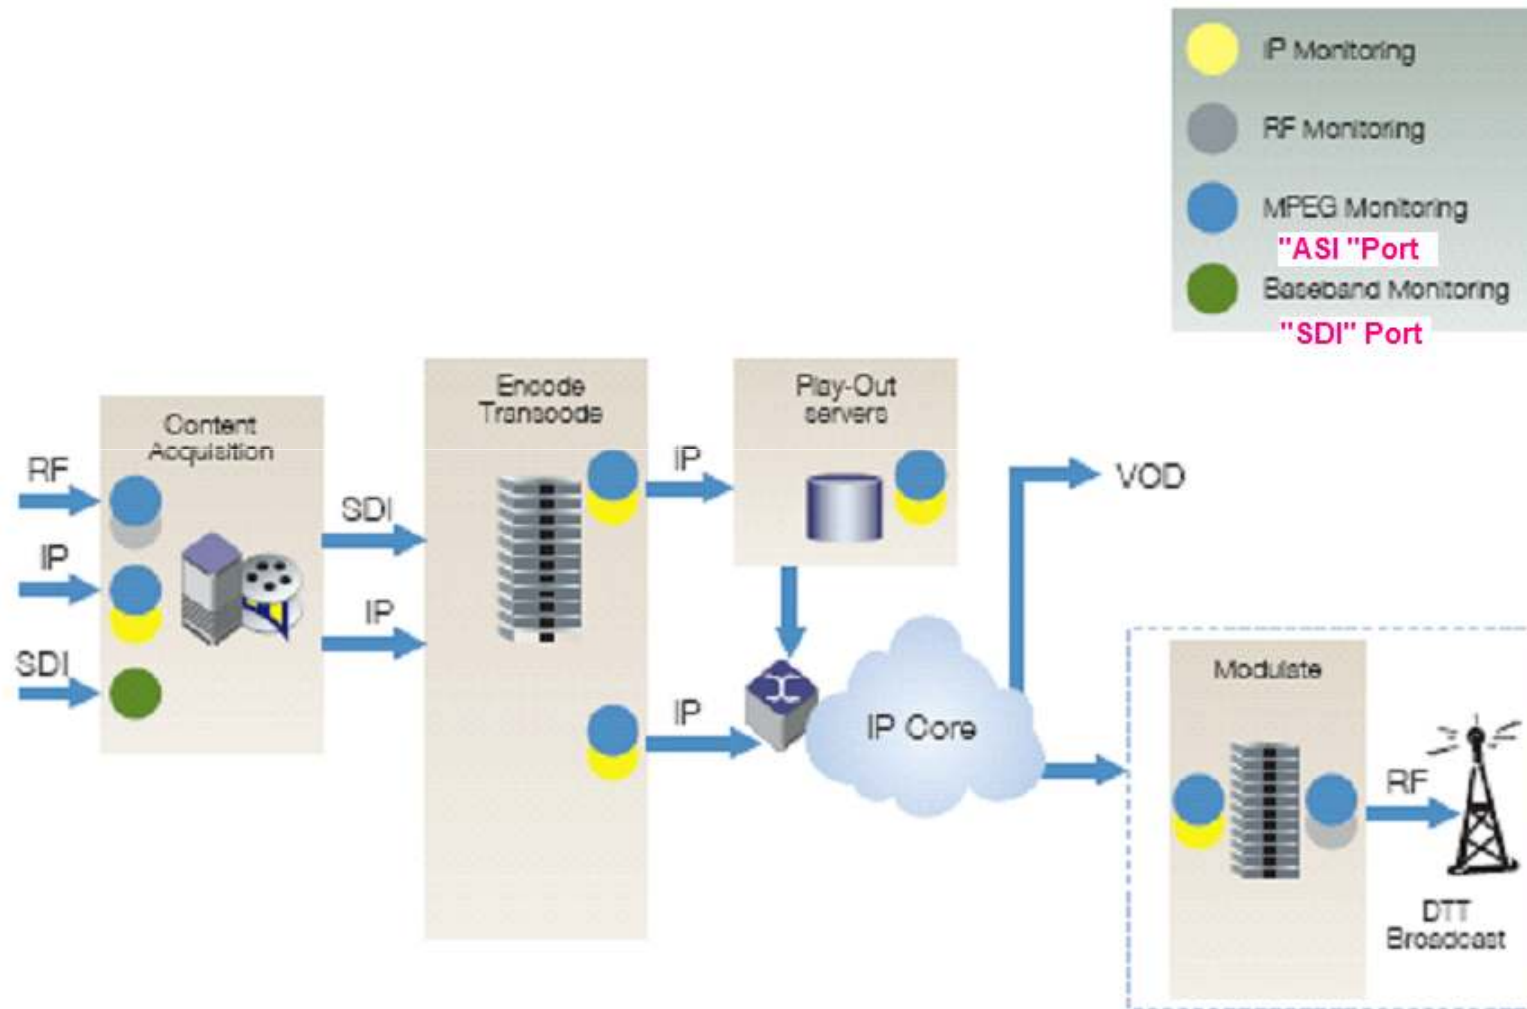 IP Monitoring
RF Monitoring
MPEG Monitoring
"ASI "Port
Baseband Monitoring
"SDI" Port
Content
Acquisition
RF
IP
SDI
SDI
IP
Encode
Transcode
IP
IP
Play-Out
servers
VOD
IP Core
Modulate
RF
DTT
Broadcast